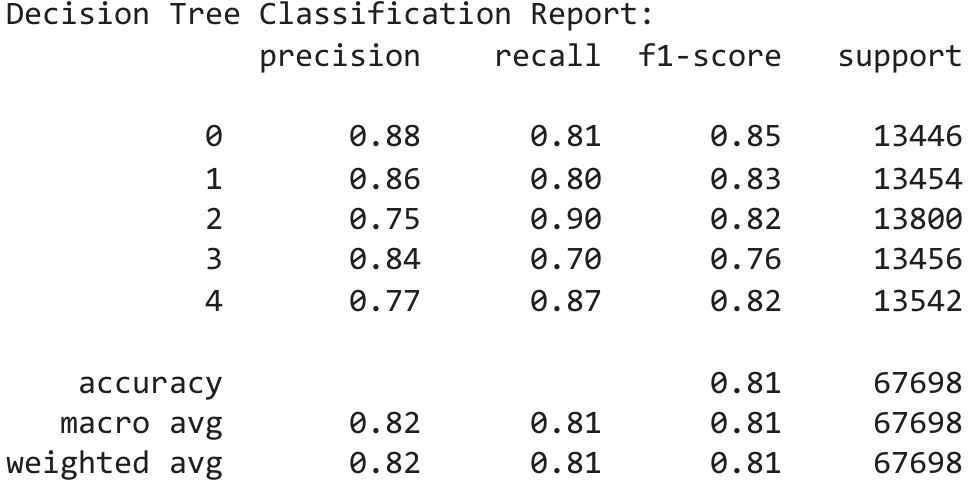 Decision Tree Classification Report:
precision recall f1-score support
0 0.88 0.81 0.85 13446
1 0.86 0.80 0.83 13454
2 0.75 0.90 0.82 13800
3 0.84 0.70 0.76 13456
4 0.77 0.87 0.82 13542
accuracy 0.81 67698
macro avg 0.82 0.81 0.81 67698
weighted avg 0.82 0.81 0.81 67698